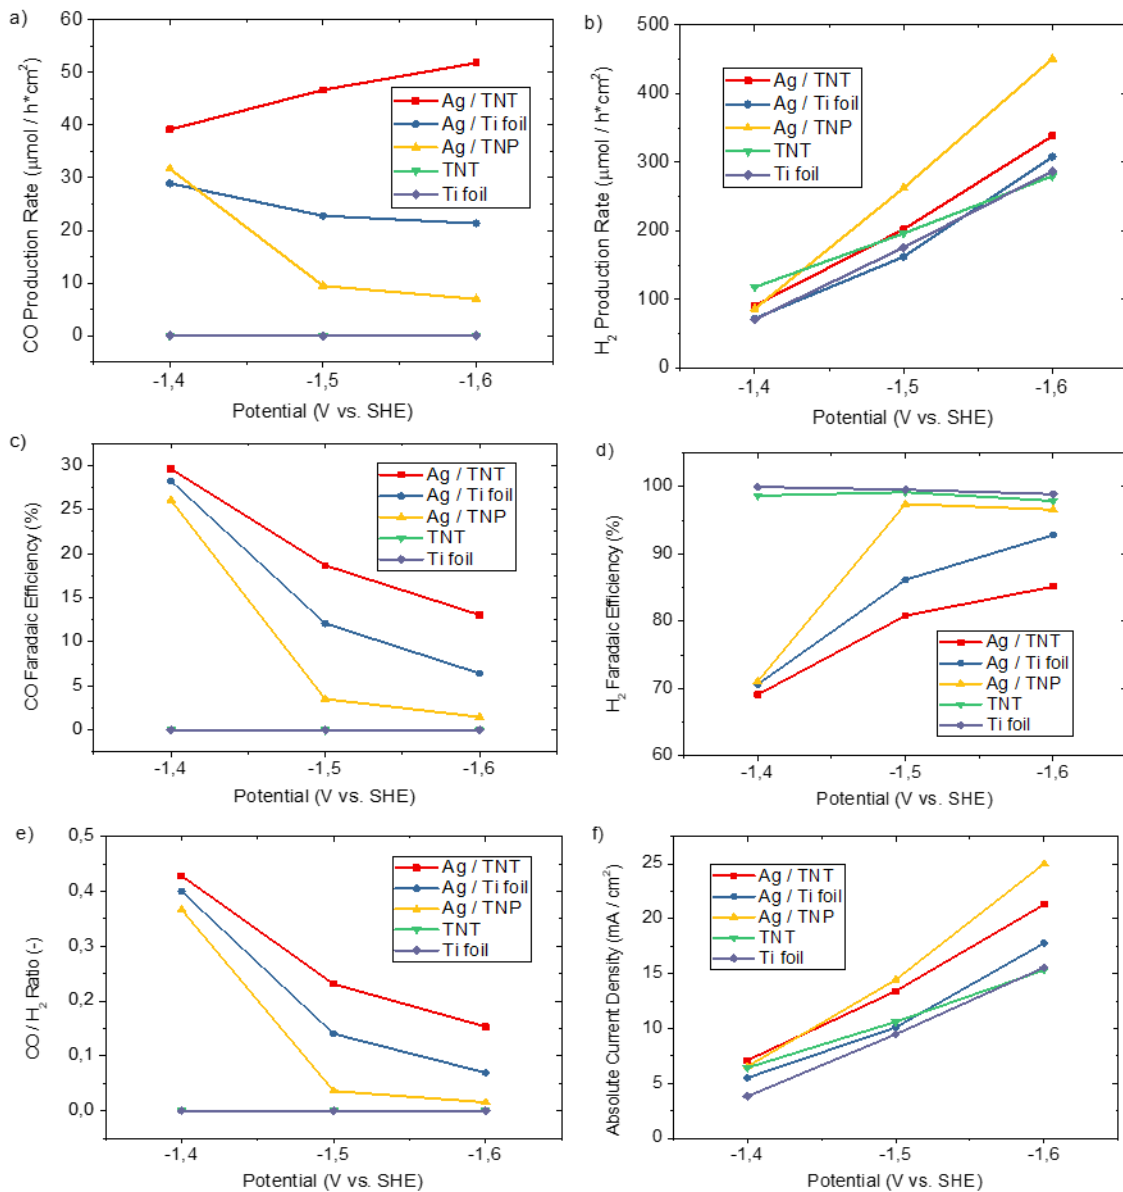 a)
60
50
40
30
20
10
0
CO Production Rate (μmol / h*cm²)
Ag / TNT
Ag / Ti foil
Ag / TNP
TNT
Ti foil
-1,4
-1,5
-1,6
Potential (V vs. SHE)
b)
500
450
400
300
200
100
0
H₂ Production Rate (μmol / h*cm²)
Ag / TNT
Ag / Ti foil
Ag / TNP
TNT
Ti foil
-1,4
-1,5
-1,6
Potential (V vs. SHE)
c)
30
25
20
15
10
5
0
CO Faradaic Efficiency (%)
Ag / TNT
Ag / Ti foil
Ag / TNP
TNT
Ti foil
-1,4
-1,5
-1,6
Potential (V vs. SHE)
d)
100
90
80
70
60
H₂ Faradaic Efficiency (%)
Ag / TNT
Ag / Ti foil
Ag / TNP
TNT
Ti foil
-1,4
-1,5
-1,6
Potential (V vs. SHE)
e)
0,5
0,4
0,3
0,2
0,1
0,0
CO / H₂ Ratio (-)
Ag / TNT
Ag / Ti foil
Ag / TNP
TNT
Ti foil
-1,4
-1,5
-1,6
Potential (V vs. SHE)
f)
25
20
15
10
5
0
Absolute Current Density (mA / cm²)
Ag / TNT
Ag / Ti foil
Ag / TNP
TNT
Ti foil
-1,4
-1,5
-1,6
Potential (V vs. SHE)